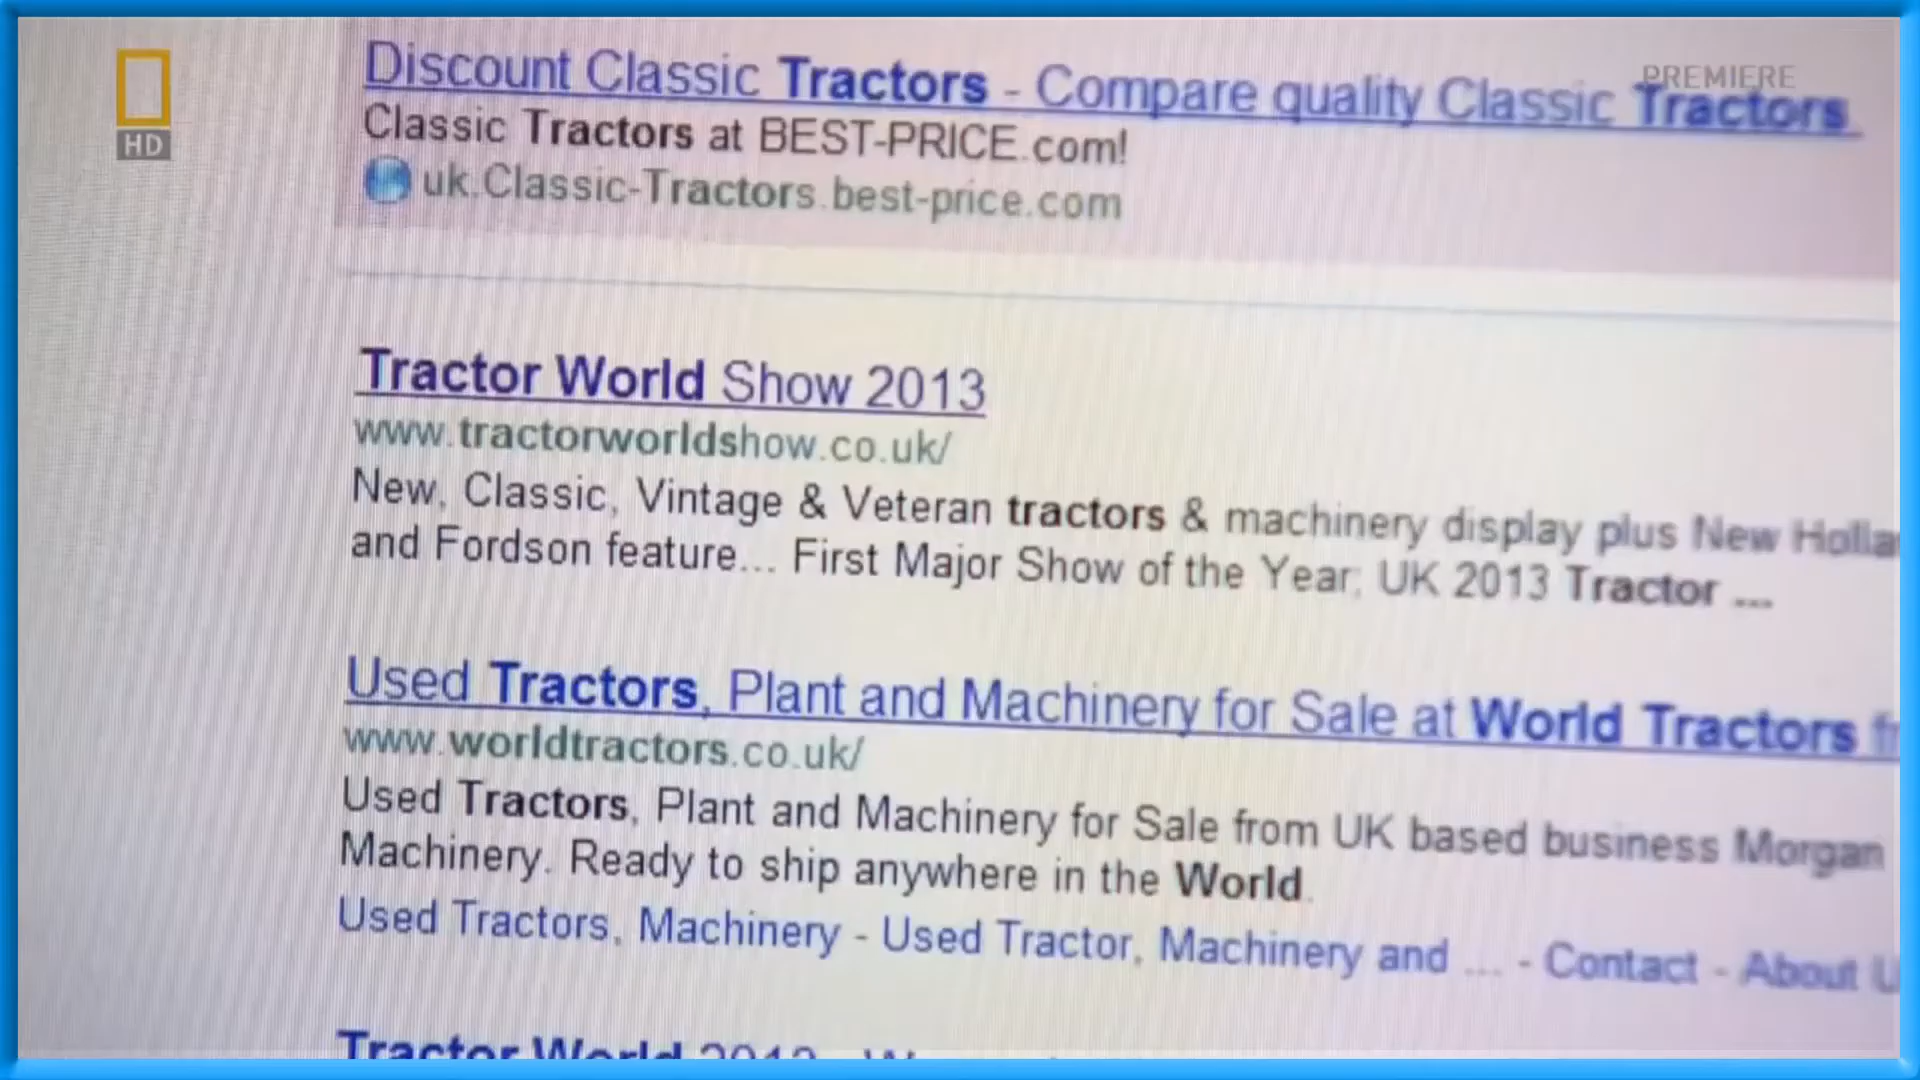 HD
PREMIERE
Discount Classic Tractors - Compare quality Classic Tractors
Classic Tractors at BEST-PRICE.com!
uk.Classic-Tractors.best-price.com
Tractor World Show 2013
www.tractorworldshow.co.uk/
New, Classic, Vintage & Veteran tractors & machinery display plus New
and Fordson feature... First Major Show of the Year, UK 2013 Tractor ...
Used Tractors, Plant and Machinery for Sale at World Tractors
www.worldtractors.co.uk/
Used Tractors, Plant and Machinery for Sale from UK based business Morgan
Machinery. Ready to ship anywhere in the World.
Used Tractors, Machinery - Used Tractor, Machinery and ... - Contact - About
Tractor World